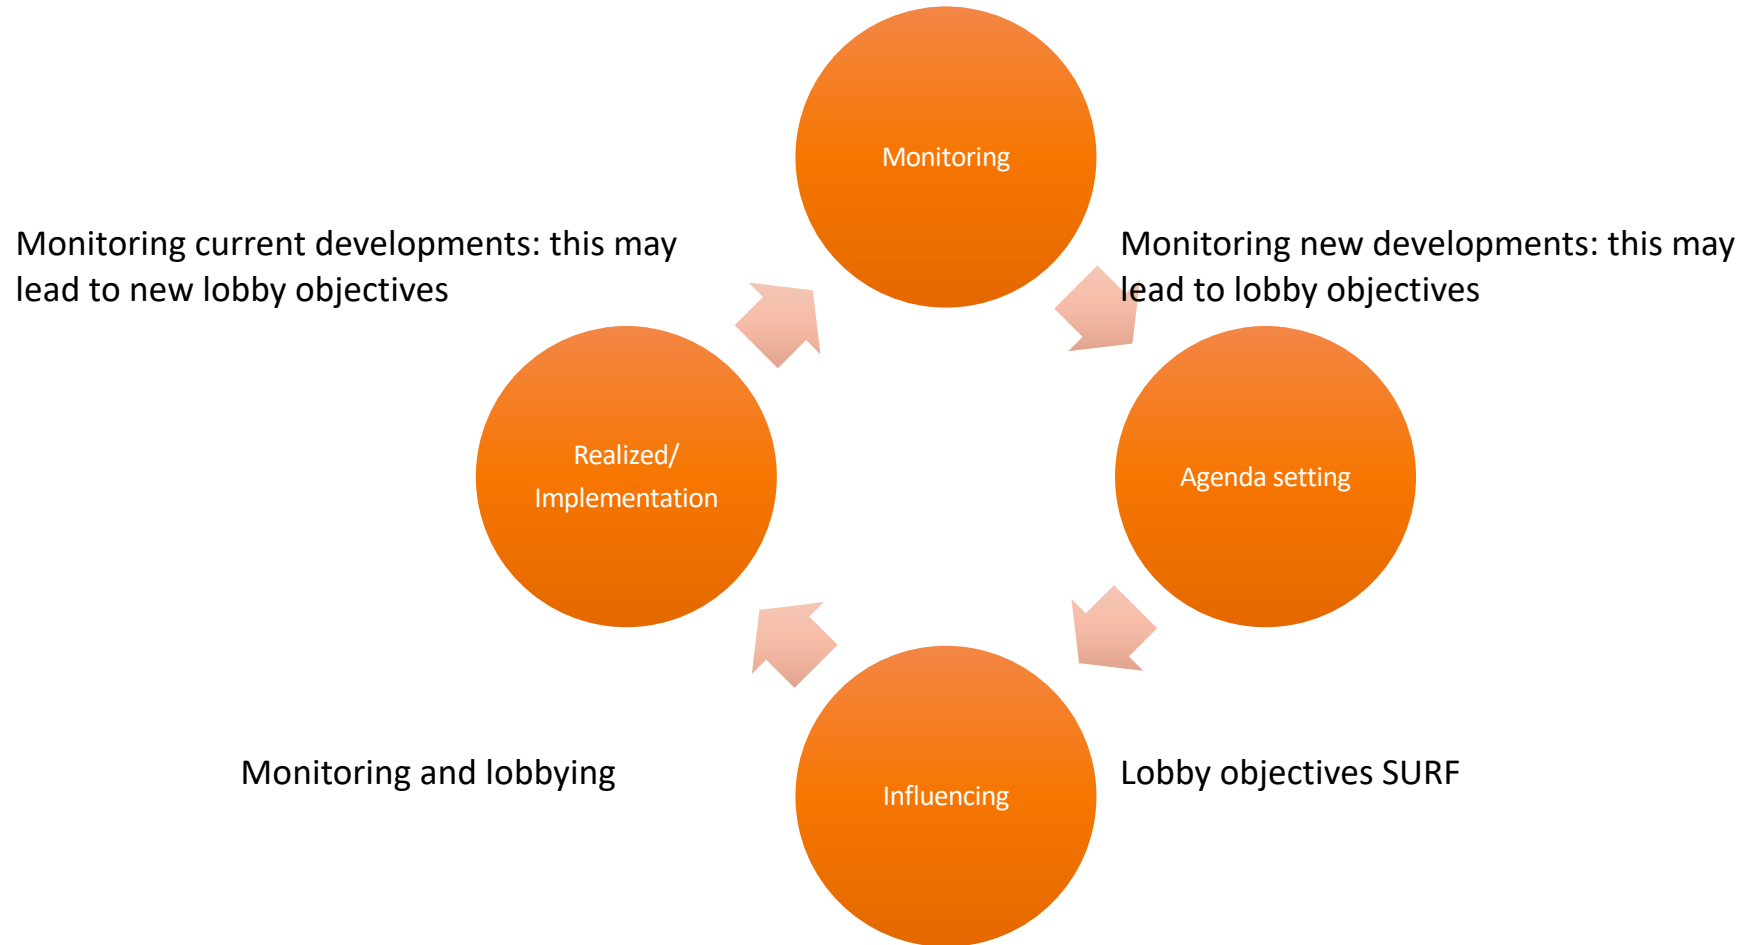 Monitoring
Monitoring current developments: this may
lead to new lobby objectives
Monitoring new developments: this may
lead to lobby objectives
Realized/
Implementation
Agenda setting
Monitoring and lobbying
Influencing
Lobby objectives SURF